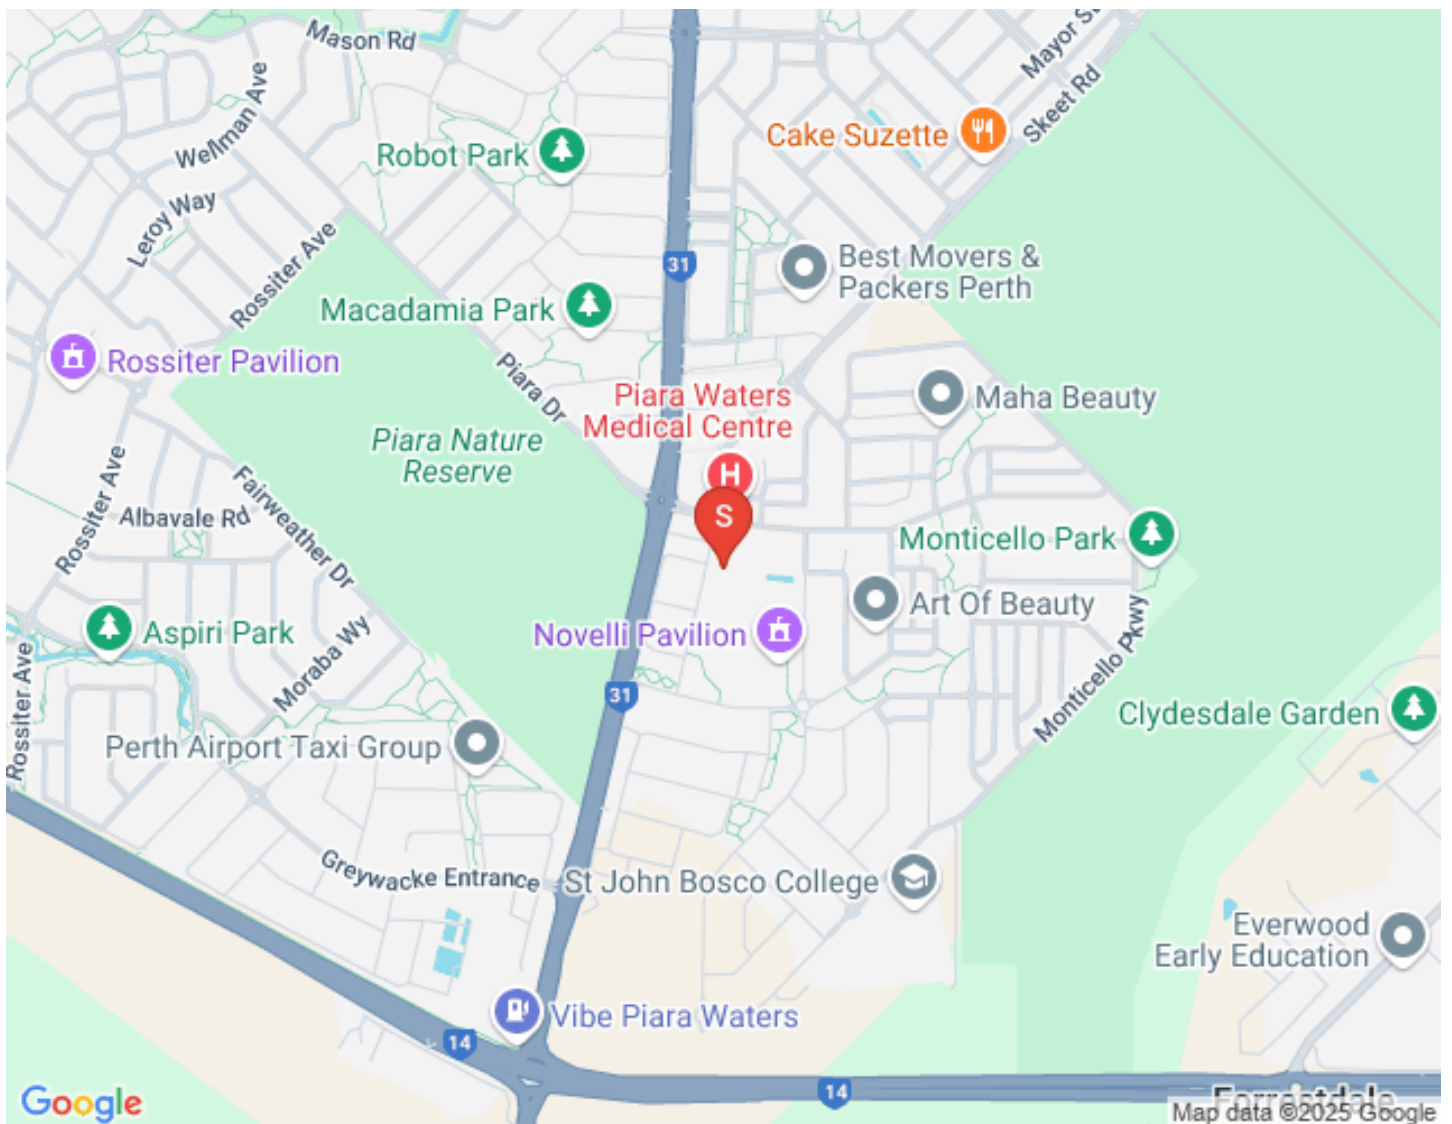 Mason Rd
Mayor S
Skeet Rd
Cake Suzette
Wellman Ave
Robot Park
Leroy Way
Rossiter Ave
31
Best Movers &
Packers Perth
Macadamia Park
Rossiter Pavilion
Piara Dr
Piara Waters
Medical Centre
Maha Beauty
Piara Nature
Reserve
H
Rossiter Ave
Fairweather Dr
Albavale Rd
S
Monticello Park
Art Of Beauty
Aspiri Park
Moraba Wy
Novelli Pavilion
Monticello Pkwy
Rossiter Ave
31
Clydesdale Garden
Perth Airport Taxi Group
Greywacke Entrance
St John Bosco College
Everwood
Early Education
Vibe Piara Waters
14
14
Forrestdale
Google
Map data ©2025 Google